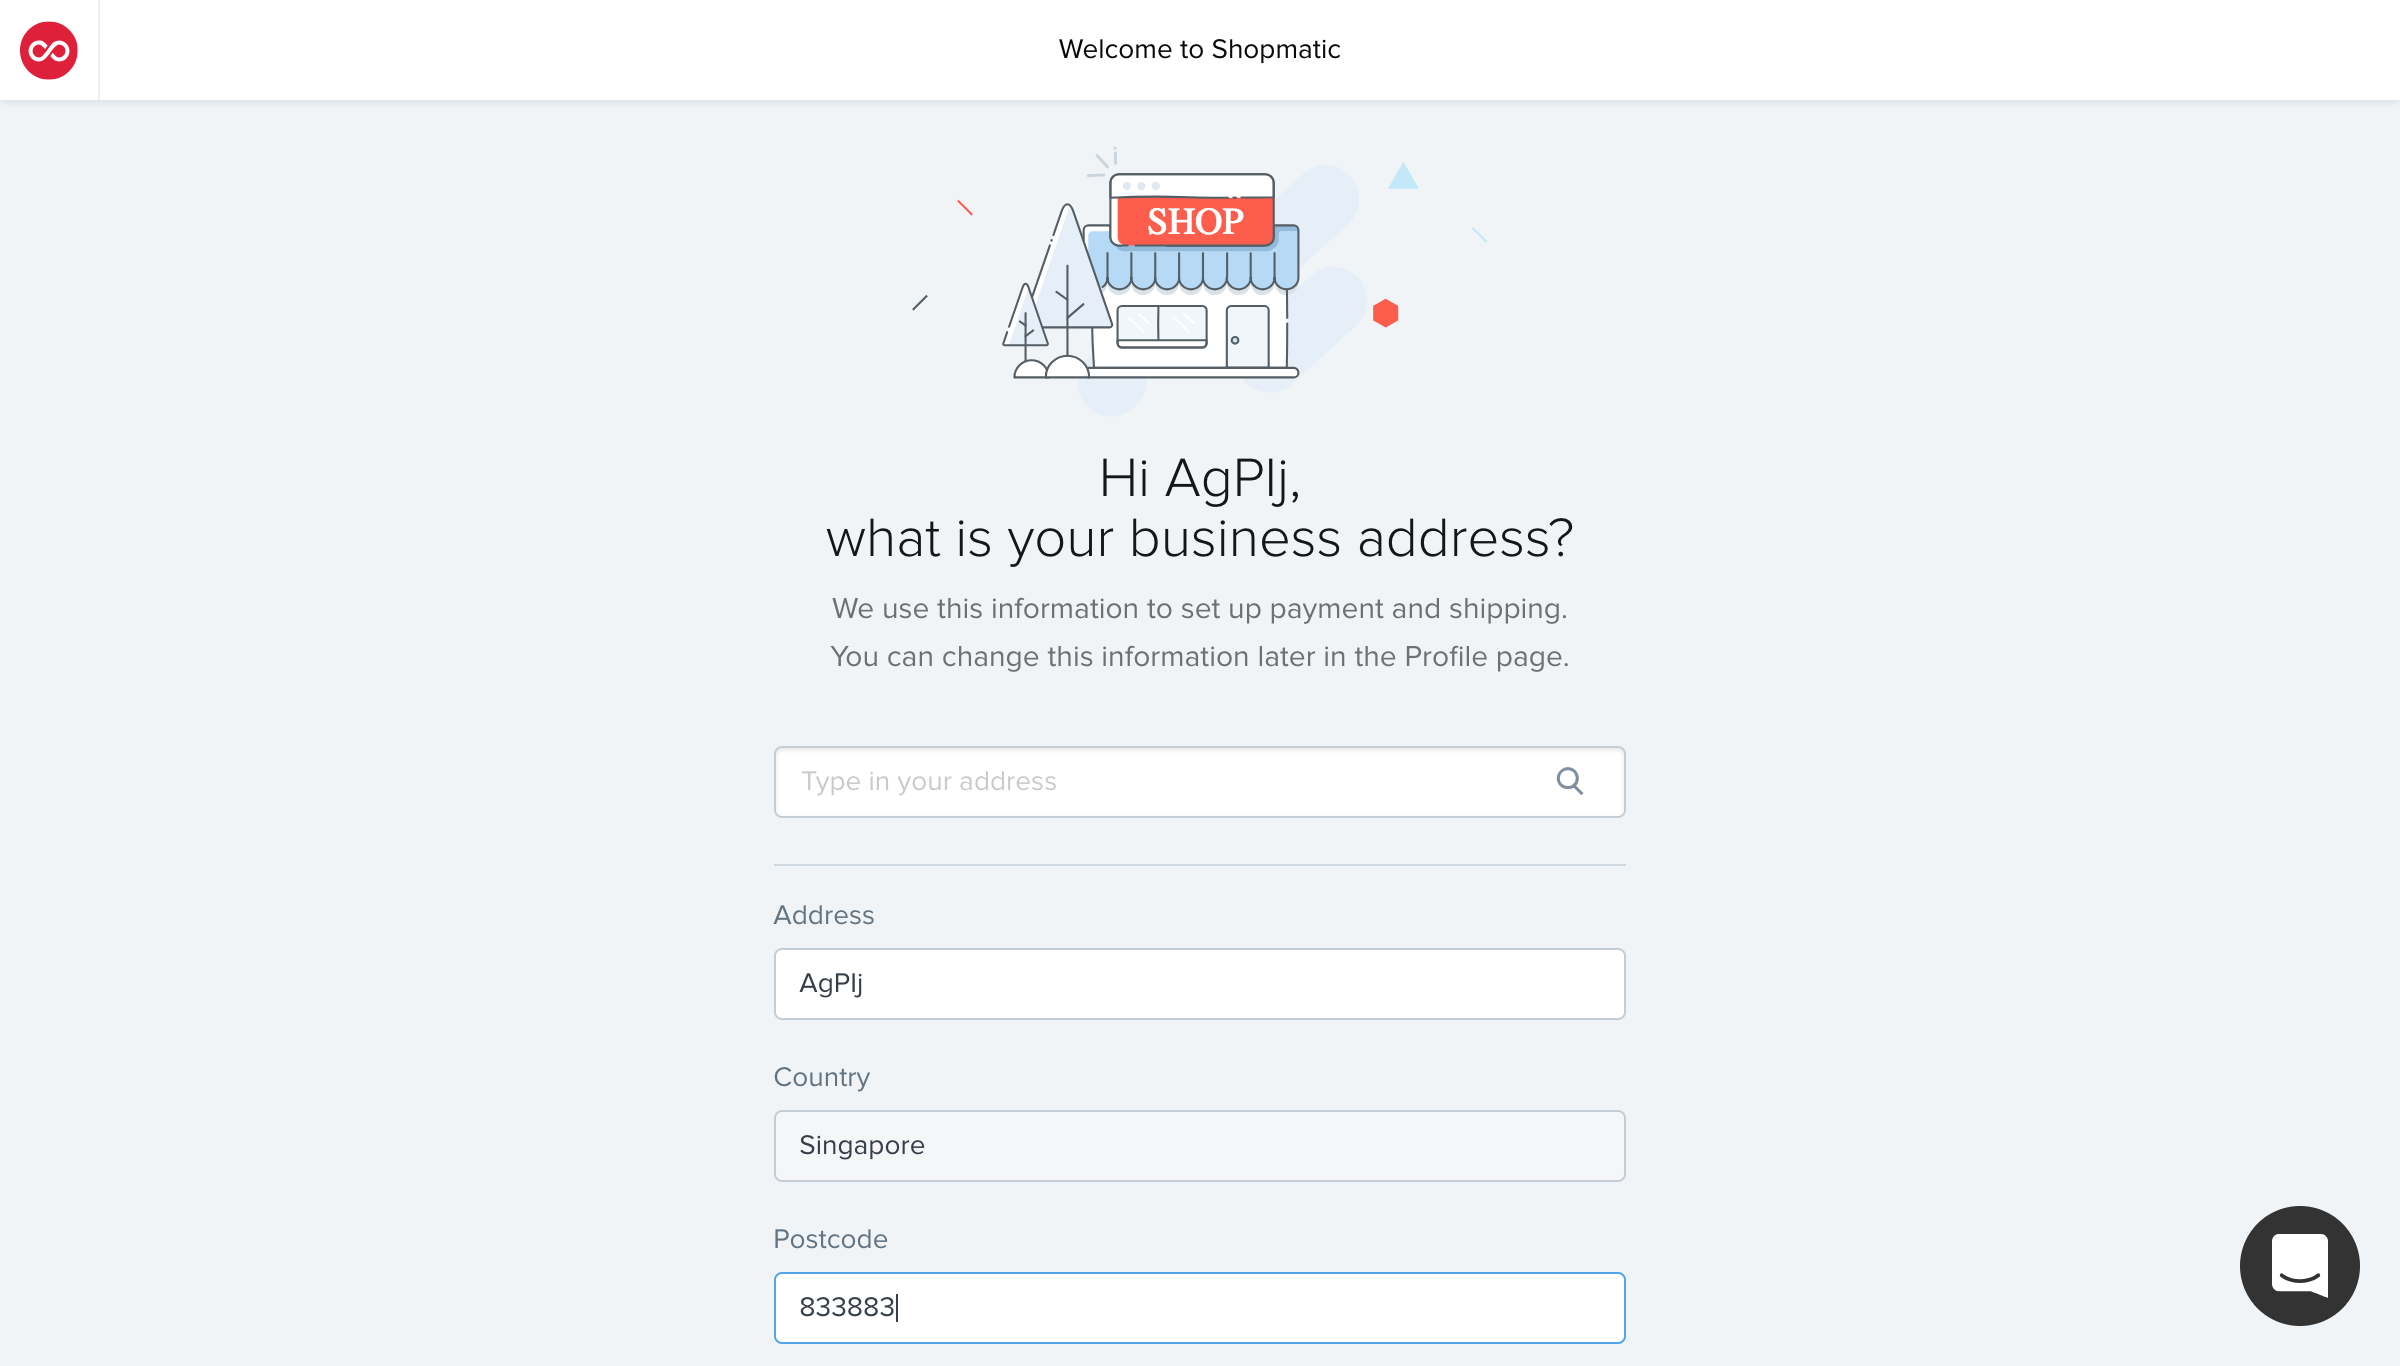 Welcome to Shopmatic
SHOP
Hi AgPIj,
what is your business address?
We use this information to set up payment and shipping.
You can change this information later in the Profile page.
Type in your address
Address
AgPIj
Country
Singapore
Postcode
833883